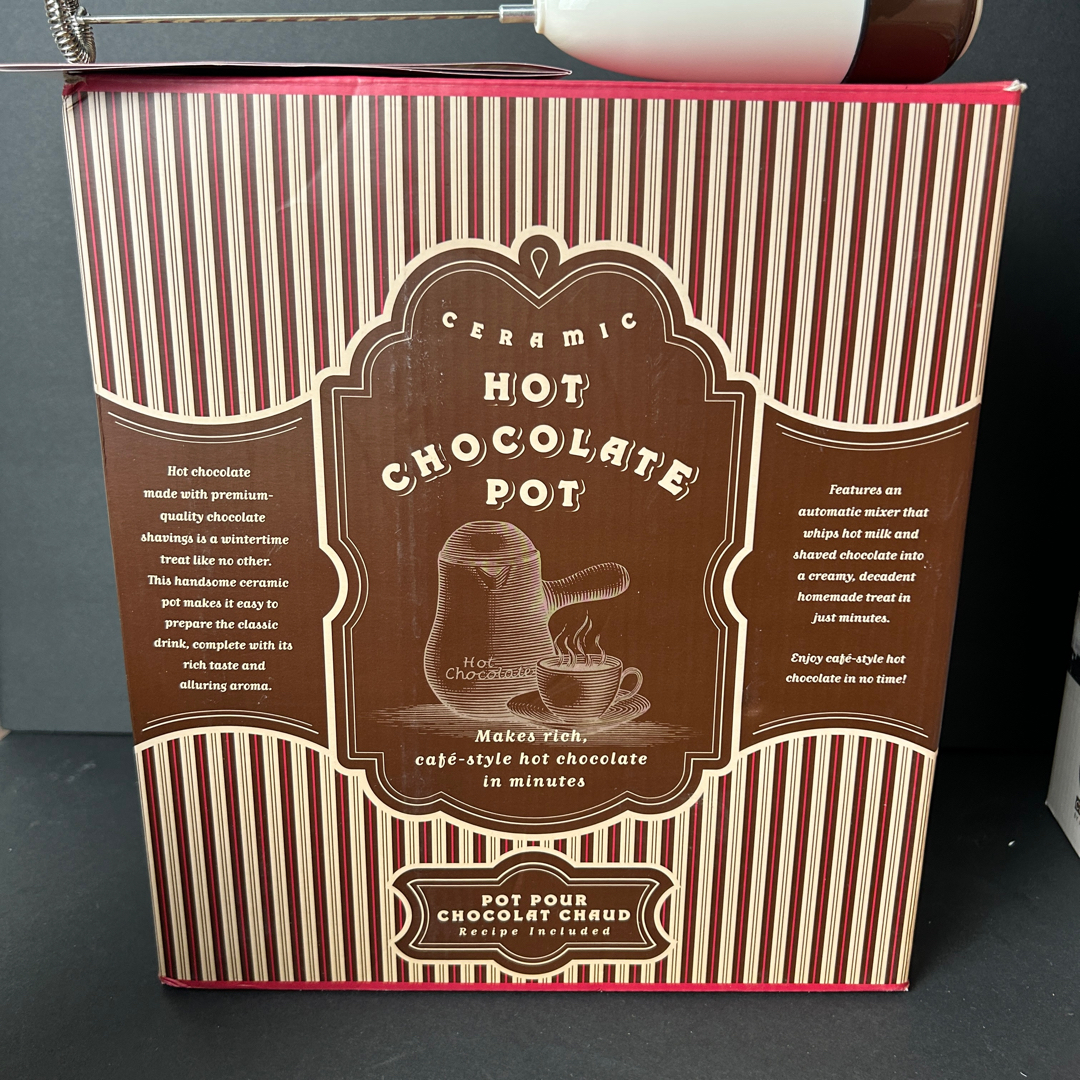 CERAMIC
HOT
CHOCOLATE
POT
Hot chocolate
made with premium-
quality chocolate
shavings is a wintertime
treat like no other.
This handsome ceramic
pot makes it easy to
prepare the classic
drink, complete with its
rich taste and
alluring aroma.
Features an
automatic mixer that
whips hot milk and
shaved chocolate into
a creamy, decadent
homemade treat in
just minutes.
Enjoy café-style hot
chocolate in no time!
Hot
Chocolate
Makes rich,
café-style hot chocolate
in minutes
POT POUR
CHOCOLAT CHAUD
Recipe Included